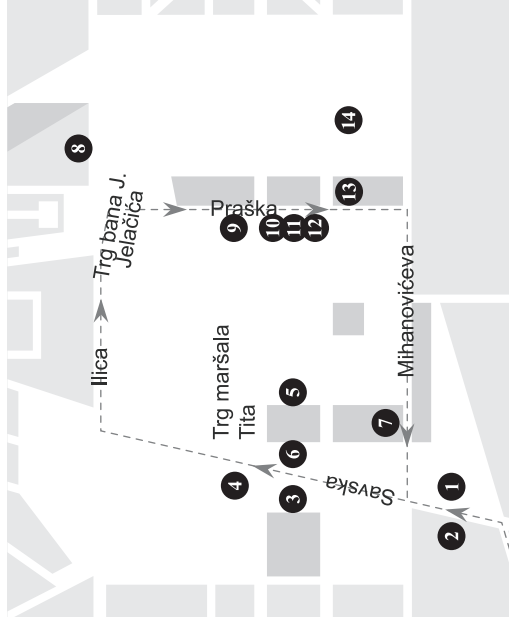 8
14
Trg bana J.
Jelačića
13
Praška
9
10
11
12
Ilica
Mihanovićeva
Trg maršala
Tita
5
7
6
4
3
Savska
1
2